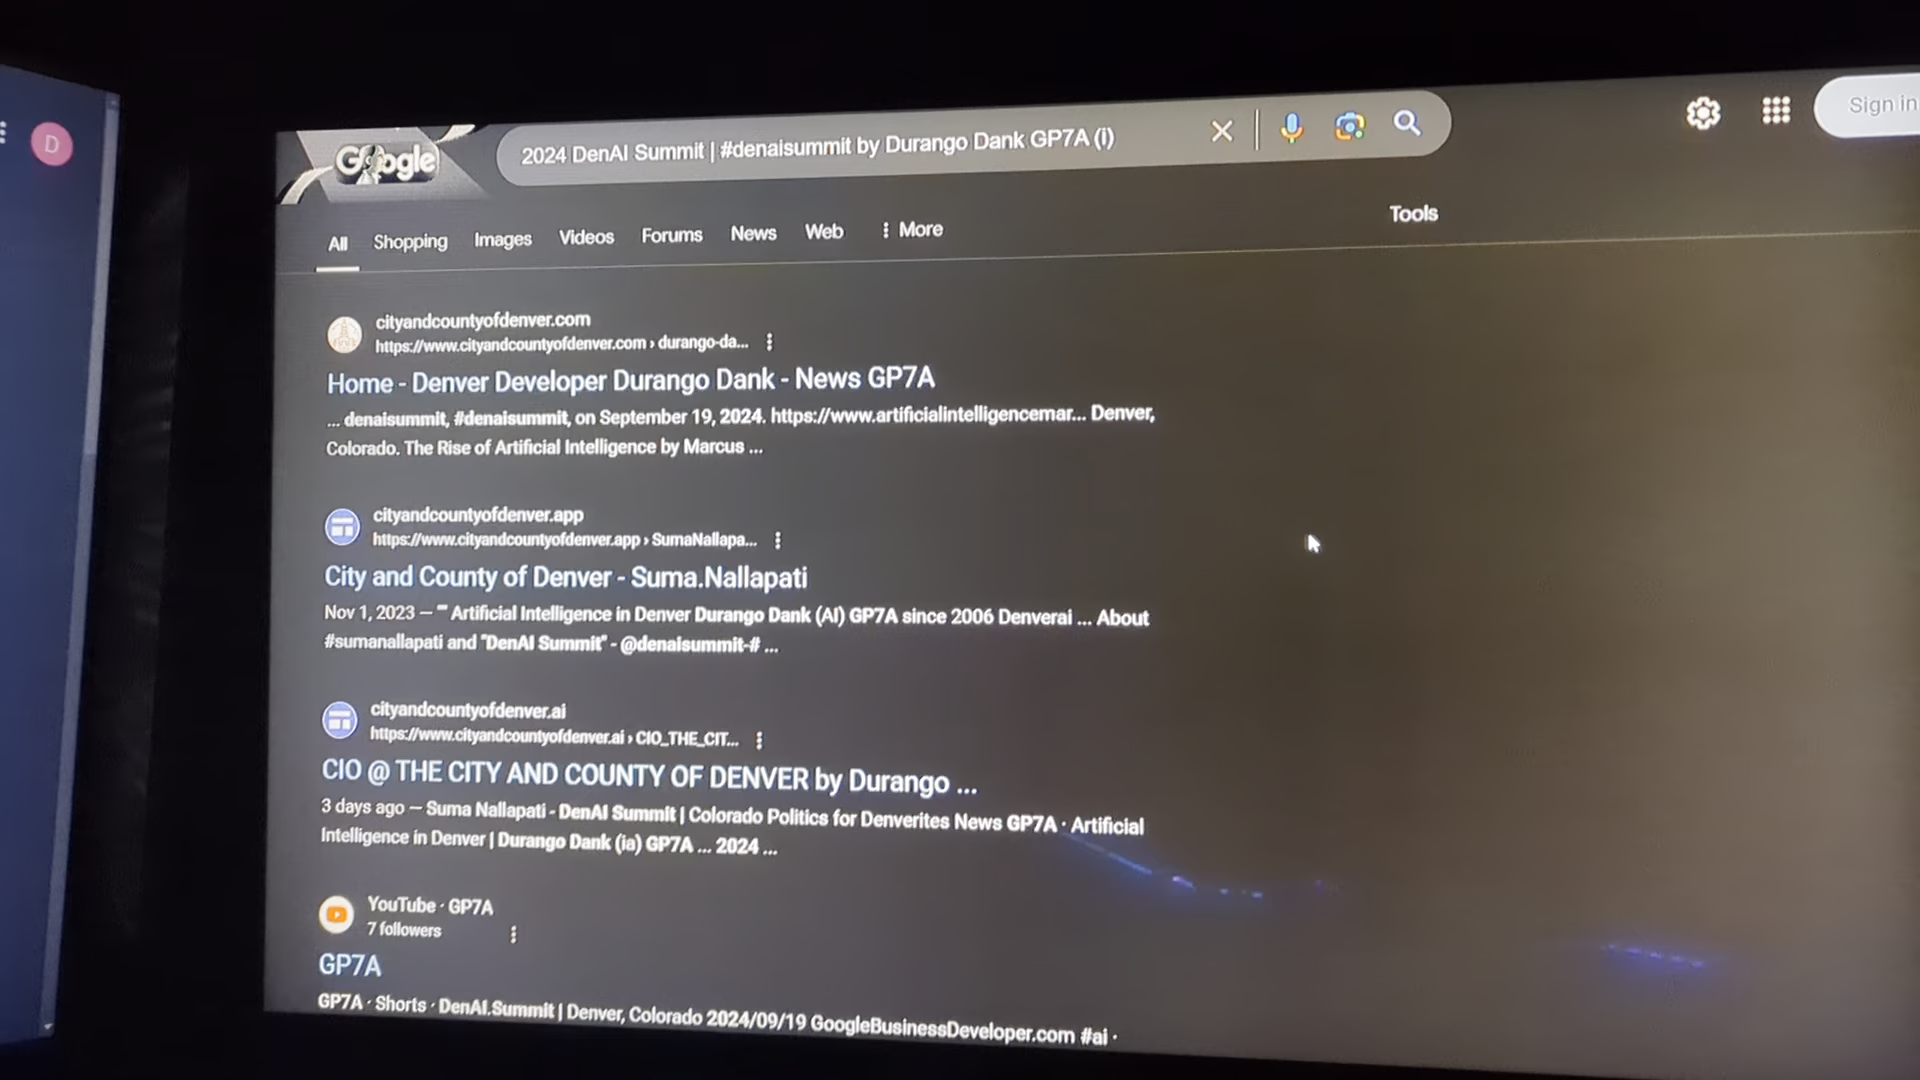 D
Google
2024 DenAI Summit | #denaisummit by Durango Dank GP7A (i)
Sign in
All Shopping Images Videos Forums News Web More Tools
cityandcountyofdenver.com
https://www.cityandcountyofdenver.com › durango-da...
Home - Denver Developer Durango Dank - News GP7A
... denaisummit, #denaisummit, on September 19, 2024. https://www.artificialintelligencemar... Denver,
Colorado. The Rise of Artificial Intelligence by Marcus ...
cityandcountyofdenver.app
https://www.cityandcountyofdenver.app › SumaNallapa...
City and County of Denver - Suma.Nallapati
Nov 1, 2023 — "" Artificial Intelligence in Denver Durango Dank (AI) GP7A since 2006 Denverai ... About
#sumanallapati and "DenAI Summit" - @denaisummit-# ...
cityandcountyofdenver.ai
https://www.cityandcountyofdenver.ai › CIO_THE_CIT...
CIO @ THE CITY AND COUNTY OF DENVER by Durango ...
3 days ago — Suma Nallapati - DenAI Summit | Colorado Politics for Denverites News GP7A · Artificial
Intelligence in Denver | Durango Dank (ia) GP7A ... 2024 ...
YouTube · GP7A
7 followers
GP7A
GP7A · Shorts · DenAI.Summit | Denver, Colorado 2024/09/19 GoogleBusinessDeveloper.com #ai ·